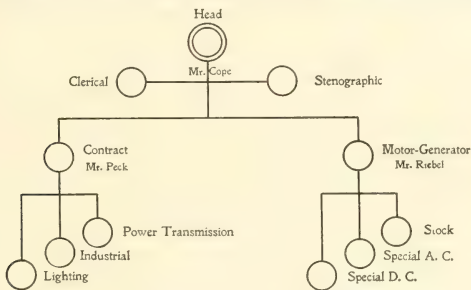 Head
Mr. Cope
Clerical
Stenographic
Contract
Mr. Peck
Motor-Generator
Mr. Riebel
Power Transmission
Industrial
Lighting
Stock
Special A. C.
Special D. C.